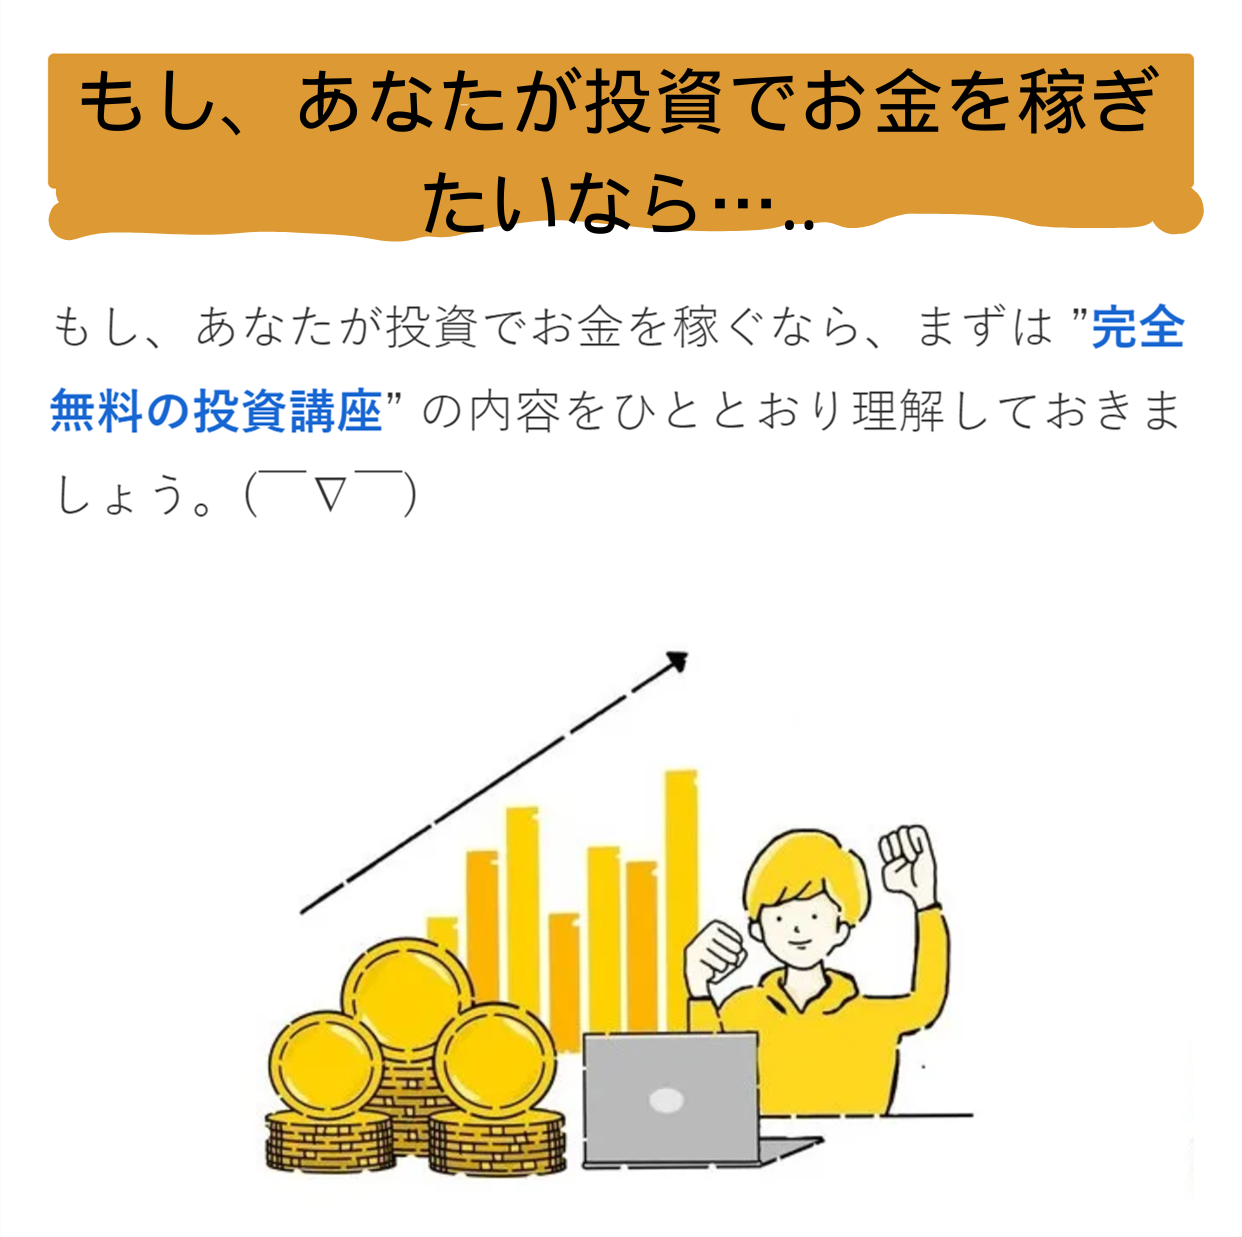 もし、あなたが投資でお金を稼ぎ
たいなら…..
もし、あなたが投資でお金を稼ぐなら、まずは ”完全
無料の投資講座” の内容をひととおり理解しておきま
しょう。(￣∇￣)